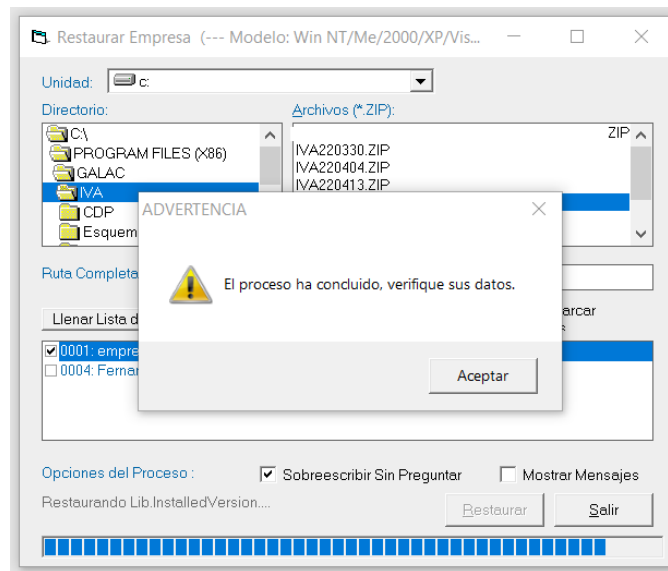 Restaurar Empresa (--- Modelo: Win NT/Me/2000/XP/Vis...
Unidad: c:
Directorio:
Archivos (*.ZIP):
C:\
PROGRAM FILES (X86)
GALAC
IVA
CDP
Esquem
ZIP
IVA220330.ZIP
IVA220404.ZIP
IVA220413.ZIP
ADVERTENCIA
El proceso ha concluido, verifique sus datos.
Aceptar
Ruta Completa
Llenar Lista d
arcar
0001: empre
0004: Fernan
Opciones del Proceso :
Sobreescribir Sin Preguntar
Mostrar Mensajes
Restaurando Lib.InstalledVersion....
Restaurar
Salir